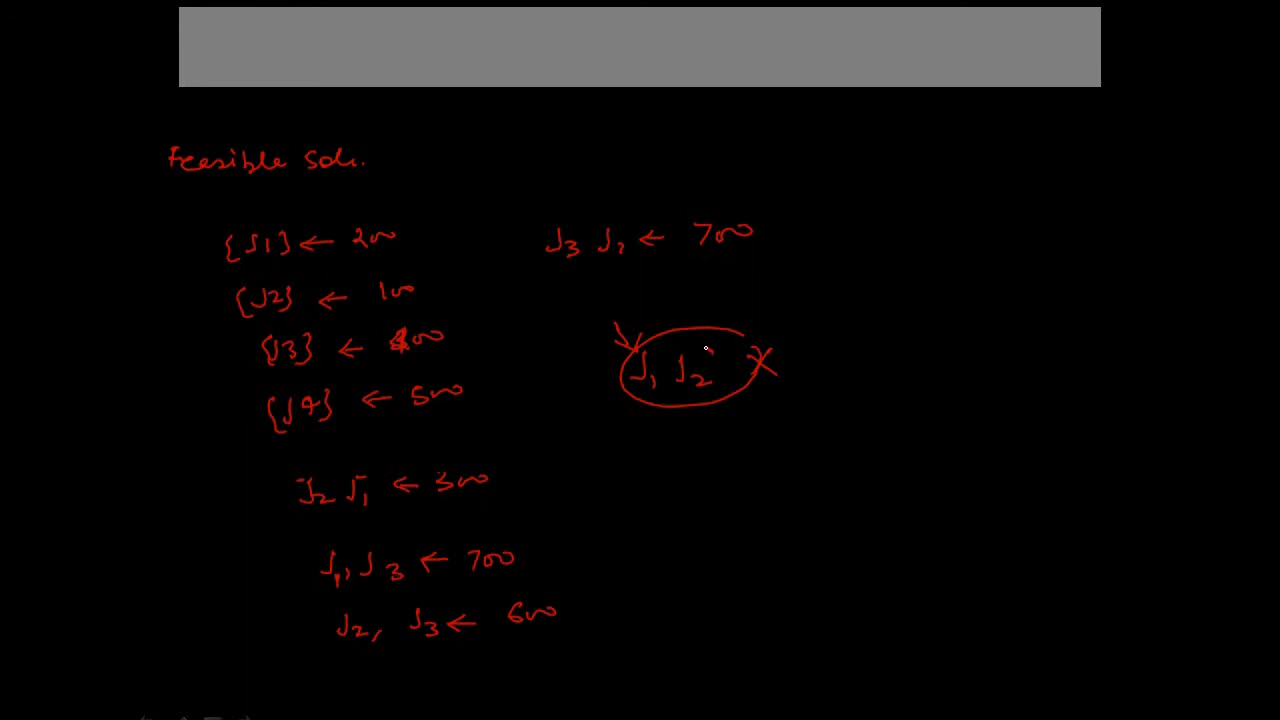 Feasible Soln.
{J1} ← 200
{J2} ← 100
{J3} ← 400
{J4} ← 500
J2 J1 ← 300
J1, J3 ← 700
J2, J3 ← 600
J3 J1 ← 700
J1 J2 X